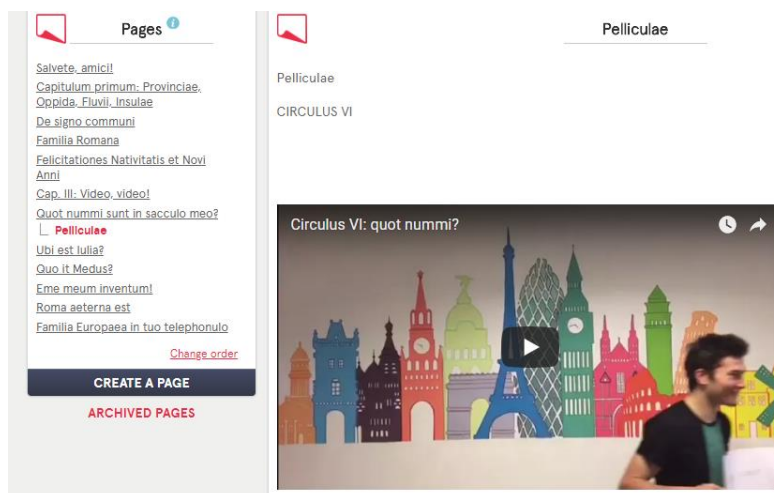 Pages i
Salvete, amici!
Capitulum primum: Provinciae,
Oppida, Fluvii, Insulae
De signo communi
Familia Romana
Felicitationes Nativitatis et Novi
Anni
Cap. III: Video, video!
Quot nummi sunt in sacculo meo?
Pelliculae
Ubi est Iulia?
Quo it Medus?
Eme meum inventum!
Roma aeterna est
Familia Europaea in tuo telephonulo
Change order
CREATE A PAGE
ARCHIVED PAGES
Pelliculae
Pelliculae
CIRCULUS VI
Circulus VI: quot nummi?